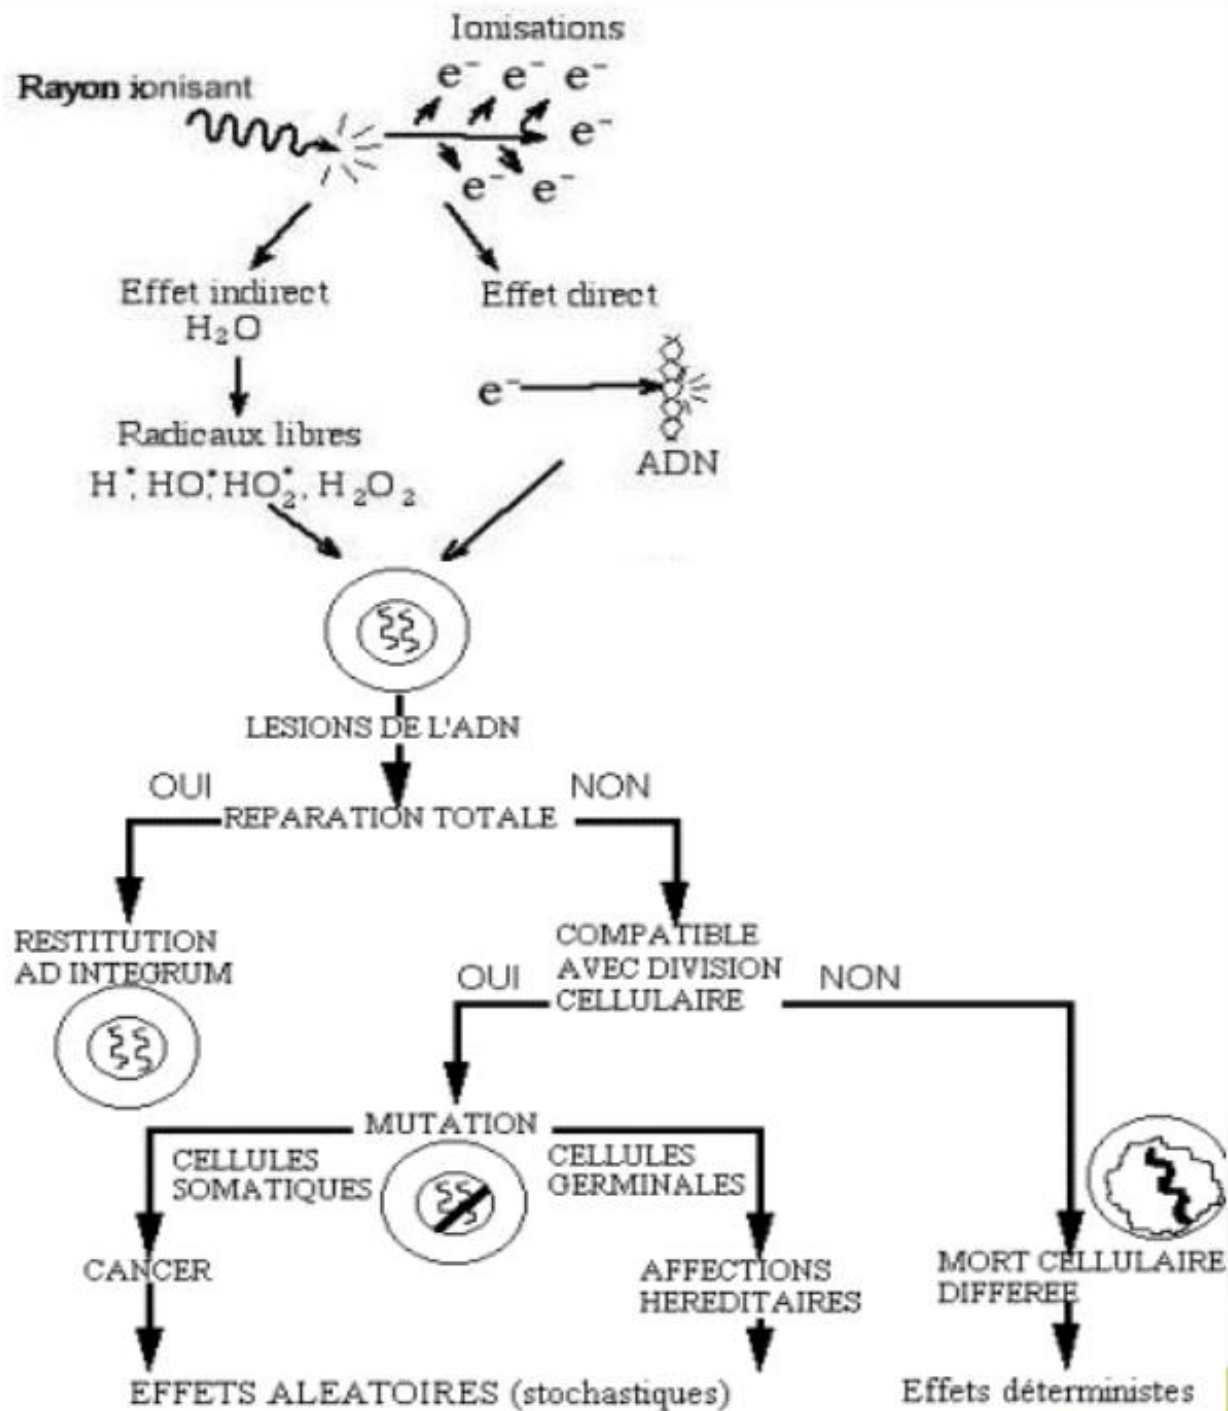 Ionisations
Rayon ionisant
e⁻ e⁻ e⁻
e⁻
e⁻ e⁻
Effet indirect
H₂O
Effet direct
e⁻
ADN
Radicaux libres
H•, HO•, HO₂•, H₂O₂
LESIONS DE L'ADN
OUI
NON
REPARATION TOTALE
RESTITUTION
AD INTEGRUM
COMPATIBLE
AVEC DIVISION
CELLULAIRE
OUI
NON
MUTATION
CELLULES
SOMATIQUES
CELLULES
GERMINALES
CANCER
AFFECTIONS
HEREDITAIRES
MORT CELLULAIRE
DIFFEREE
EFFETS ALEATOIRES (stochastiques)
Effets déterministes